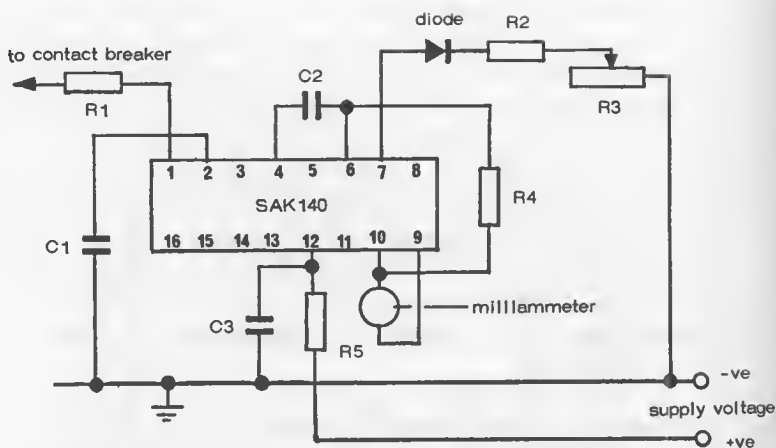 diode
R2
to contact breaker
C2
R1
R3
1 2 3 4 5 6 7 8
R4
SAK140
16 15 14 13 12 11 10 9
C1
milliammeter
C3
R5
-ve
supply voltage
+ve